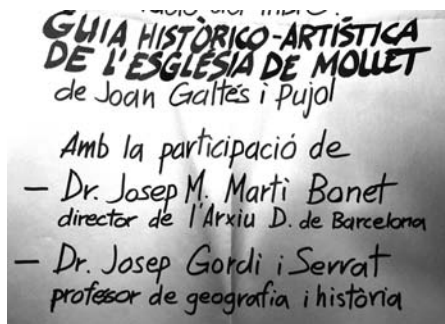 GUIA HISTÒRICO-ARTÍSTICA
DE L'ESGLÉSIA DE MOLLET
de Joan Galtés i Pujol
Amb la participació de
- Dr. Josep M. Martí Bonet
director de l'Arxiu D. de Barcelona
- Dr. Josep Gordi i Serrat
profesor de geografia i història